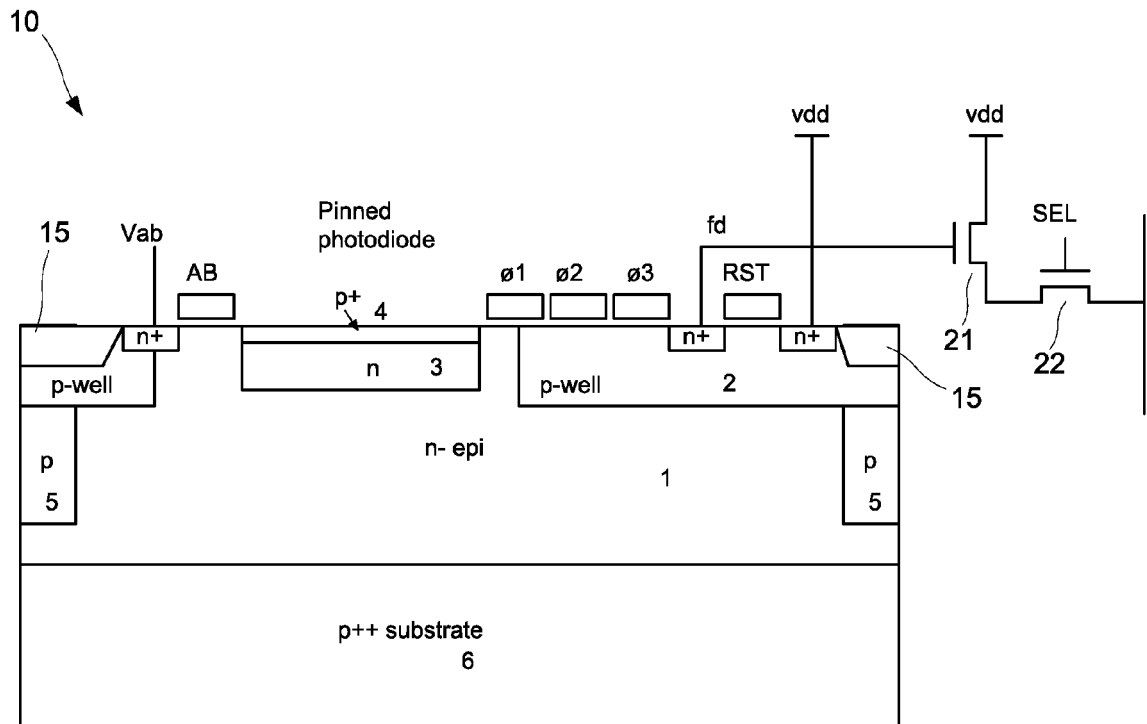 10
vdd
vdd
Pinned
photodiode
15
Vab
fd
SEL
AB
ø1
ø2
ø3
RST
p+
4
21
22
n+
n+
n+
n
3
p-well
p-well
2
15
n- epi
1
p
5
p
5
p++ substrate
6